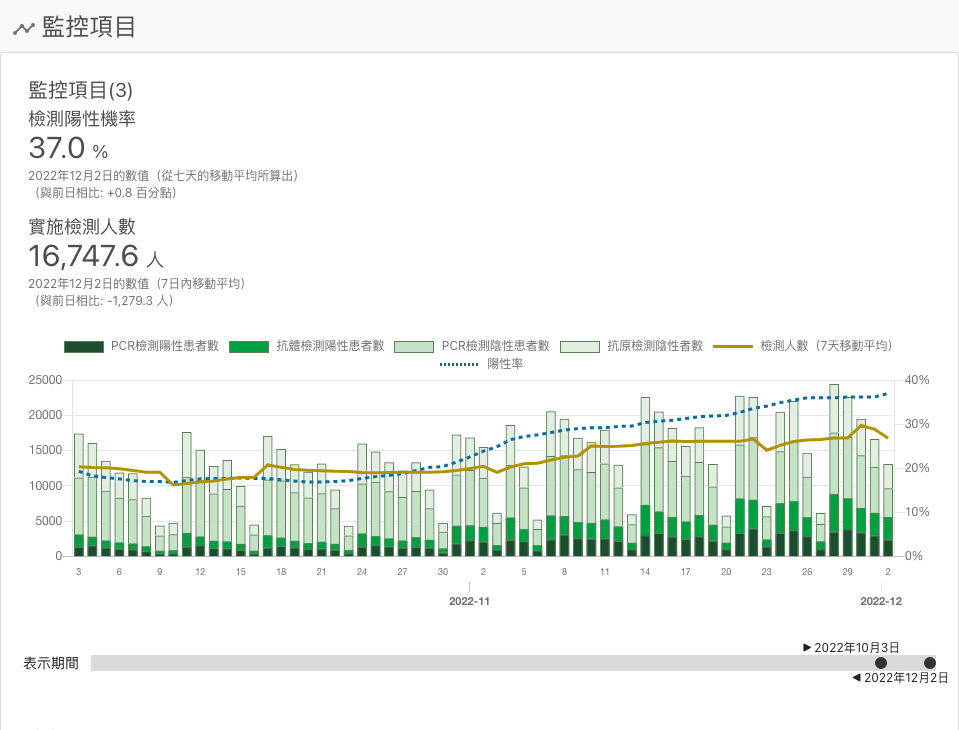 監控項目
監控項目(3)
檢測陽性機率
37.0 %
2022年12月2日的數值（從七天的移動平均所算出）
（與前日相比: +0.8 百分點）
實施檢測人數
16,747.6 人
2022年12月2日的數值（7日內移動平均）
（與前日相比: -1,279.3 人）
PCR檢測陽性患者數 抗體檢測陽性患者數 PCR檢測陰性患者數 抗原檢測陰性者數 檢測人數（7天移動平均）
陽性率
25000 40%
20000
30%
15000
20%
10000
10%
5000
0 0%
3 6 9 12 15 18 21 24 27 30 2 5 8 11 14 17 20 23 26 29 2
2022-11 2022-12
▶ 2022年10月3日
表示期間
◀ 2022年12月2日